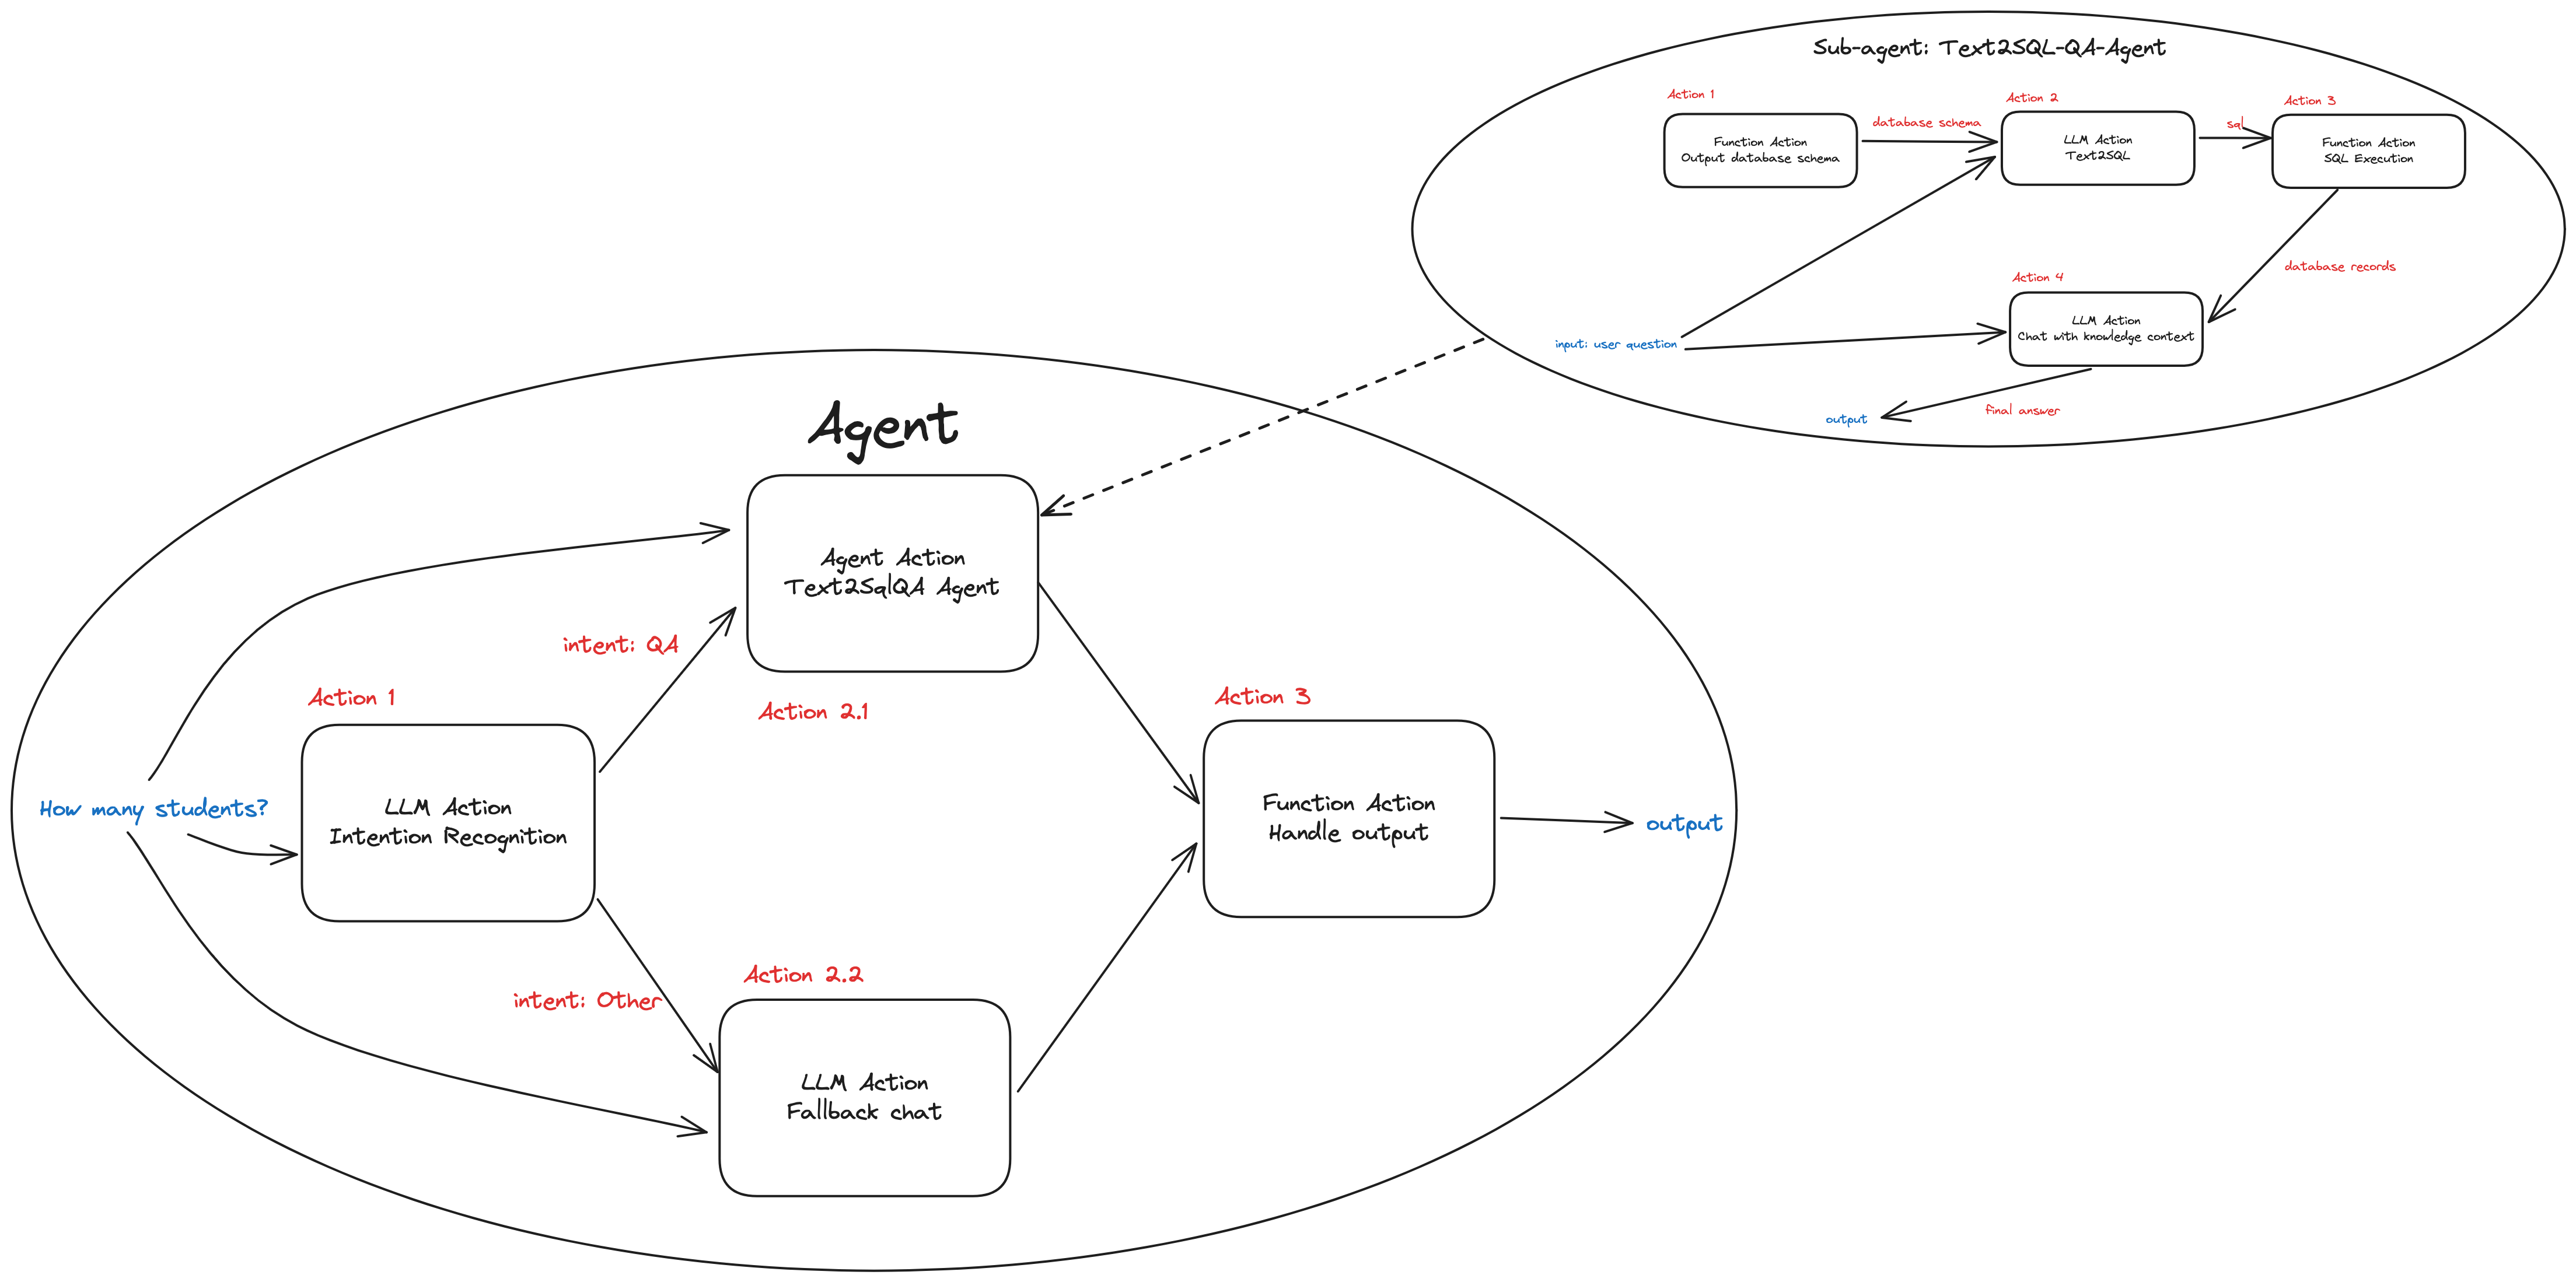 Sub-agent: Text2SQL-QA-Agent
Action 1
Function Action
Output database schema
database schema
Action 2
LLM Action
Text2SQL
sql
Action 3
Function Action
SQL Execution
database records
Action 4
LLM Action
Chat with knowledge context
input: user question
final answer
output
Agent
Agent Action
Text2SqlQA Agent
intent: QA
Action 2.1
Action 1
LLM Action
Intention Recognition
How many students?
Action 3
Function Action
Handle output
output
intent: Other
Action 2.2
LLM Action
Fallback chat